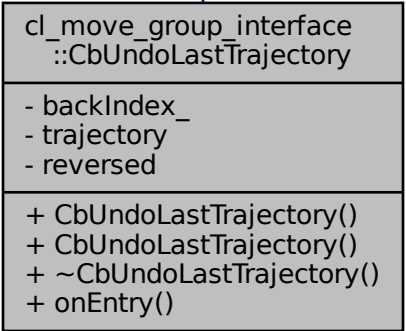 cl_move_group_interface
::CbUndoLastTrajectory
- backIndex_
- trajectory
- reversed
+ CbUndoLastTrajectory()
+ CbUndoLastTrajectory()
+ ~CbUndoLastTrajectory()
+ onEntry()